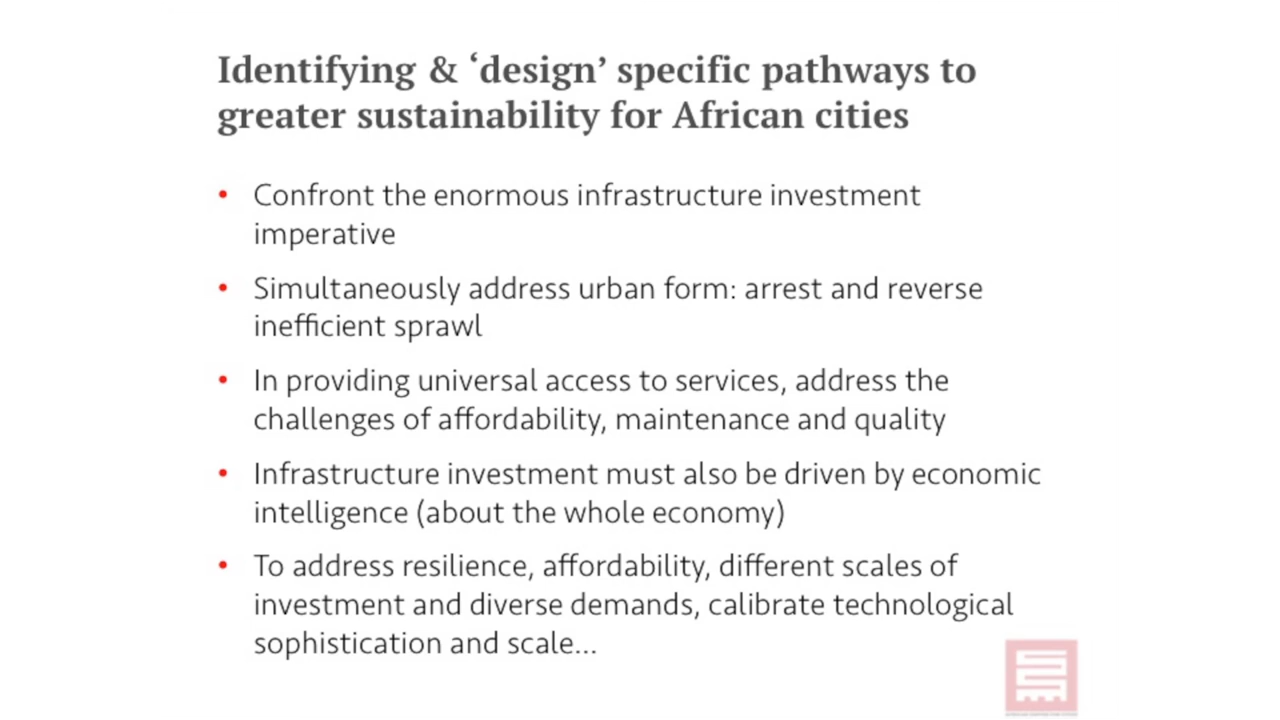 Identifying & ‘design’ specific pathways to
greater sustainability for African cities
• Confront the enormous infrastructure investment
imperative
• Simultaneously address urban form: arrest and reverse
inefficient sprawl
• In providing universal access to services, address the
challenges of affordability, maintenance and quality
• Infrastructure investment must also be driven by economic
intelligence (about the whole economy)
• To address resilience, affordability, different scales of
investment and diverse demands, calibrate technological
sophistication and scale...